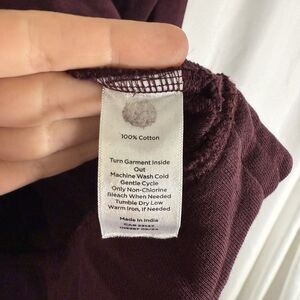 100% Cotton
Turn Garment Inside
Out
Machine Wash Cold
Gentle Cycle
Only Non-Chlorine
Bleach When Needed
Tumble Dry Low
Warm Iron, If Needed
Made in India